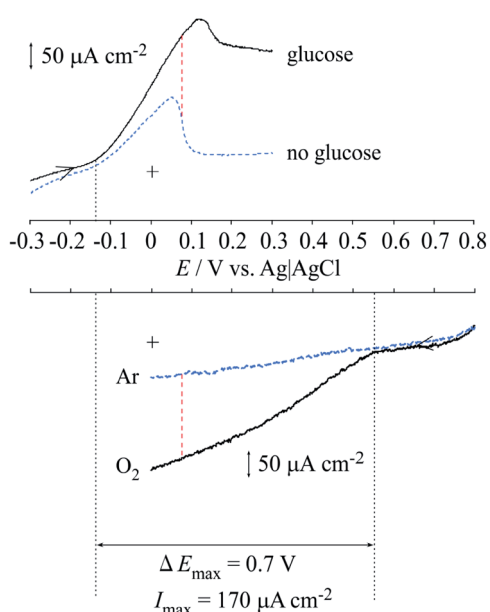 50 μA cm-2
glucose
no glucose
+
-0.3 -0.2 -0.1 0 0.1 0.2 0.3 0.4 0.5 0.6 0.7 0.8
E / V vs. Ag|AgCl
+
Ar
O2
50 μA cm-2
Δ Emax = 0.7 V
Imax = 170 μA cm-2